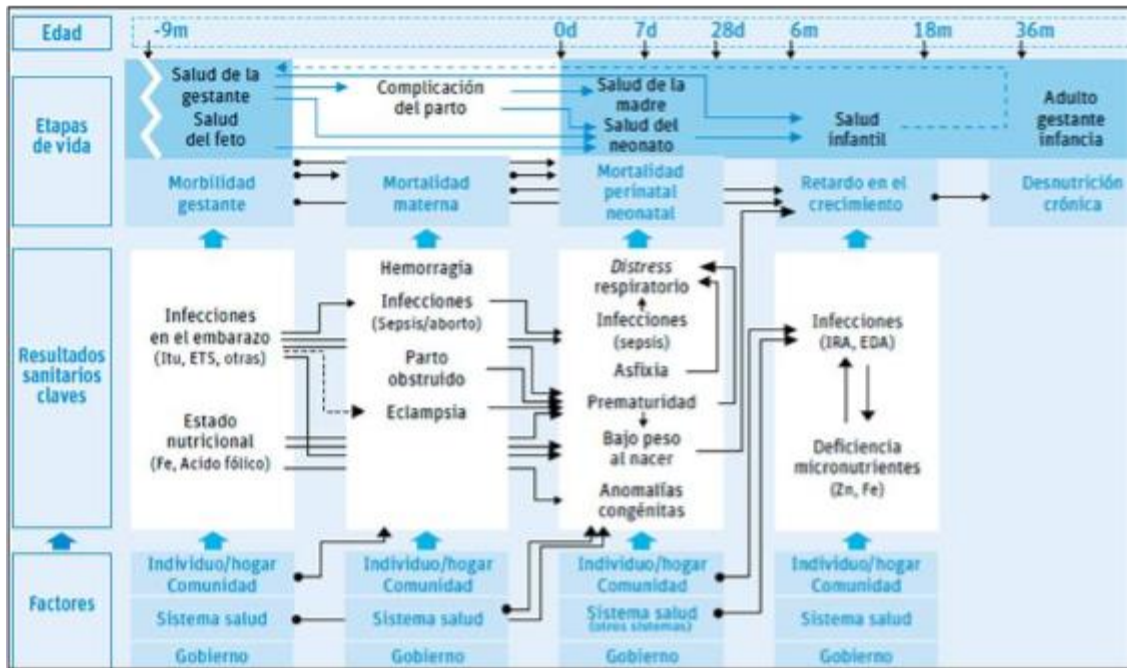 Edad
-9m
0d
7d
28d
6m
18m
36m
Etapas
de vida
Salud de la
gestante
Salud
del feto
Complicación
del parto
Salud de la
madre
Salud del
neonato
Salud
infantil
Adulto
gestante
infancia
Morbilidad
gestante
Mortalidad
materna
Mortalidad
perinatal
neonatal
Retardo en el
crecimiento
Desnutrición
crónica
Resultados
sanitarios
claves
Infecciones
en el embarazo
(Itu, ETS, otras)
Estado
nutricional
(Fe, Acido fólico)
Hemorragía
Infecciones
(Sepsis/aborto)
Parto
obstruido
Eclampsia
Distress
respiratorio
Infecciones
(sepsis)
Asfixia
Prematuridad
Bajo peso
al nacer
Anomalías
congénitas
Infecciones
(IRA, EDA)
Deficiencia
micronutrientes
(Zn, Fe)
Factores
Individuo/hogar
Comunidad
Sistema salud
Gobierno
Individuo/hogar
Comunidad
Sistema salud
Gobierno
Individuo/hogar
Comunidad
Sistema salud
(otros sistemas)
Gobierno
Individuo/hogar
Comunidad
Sistema salud
Gobierno